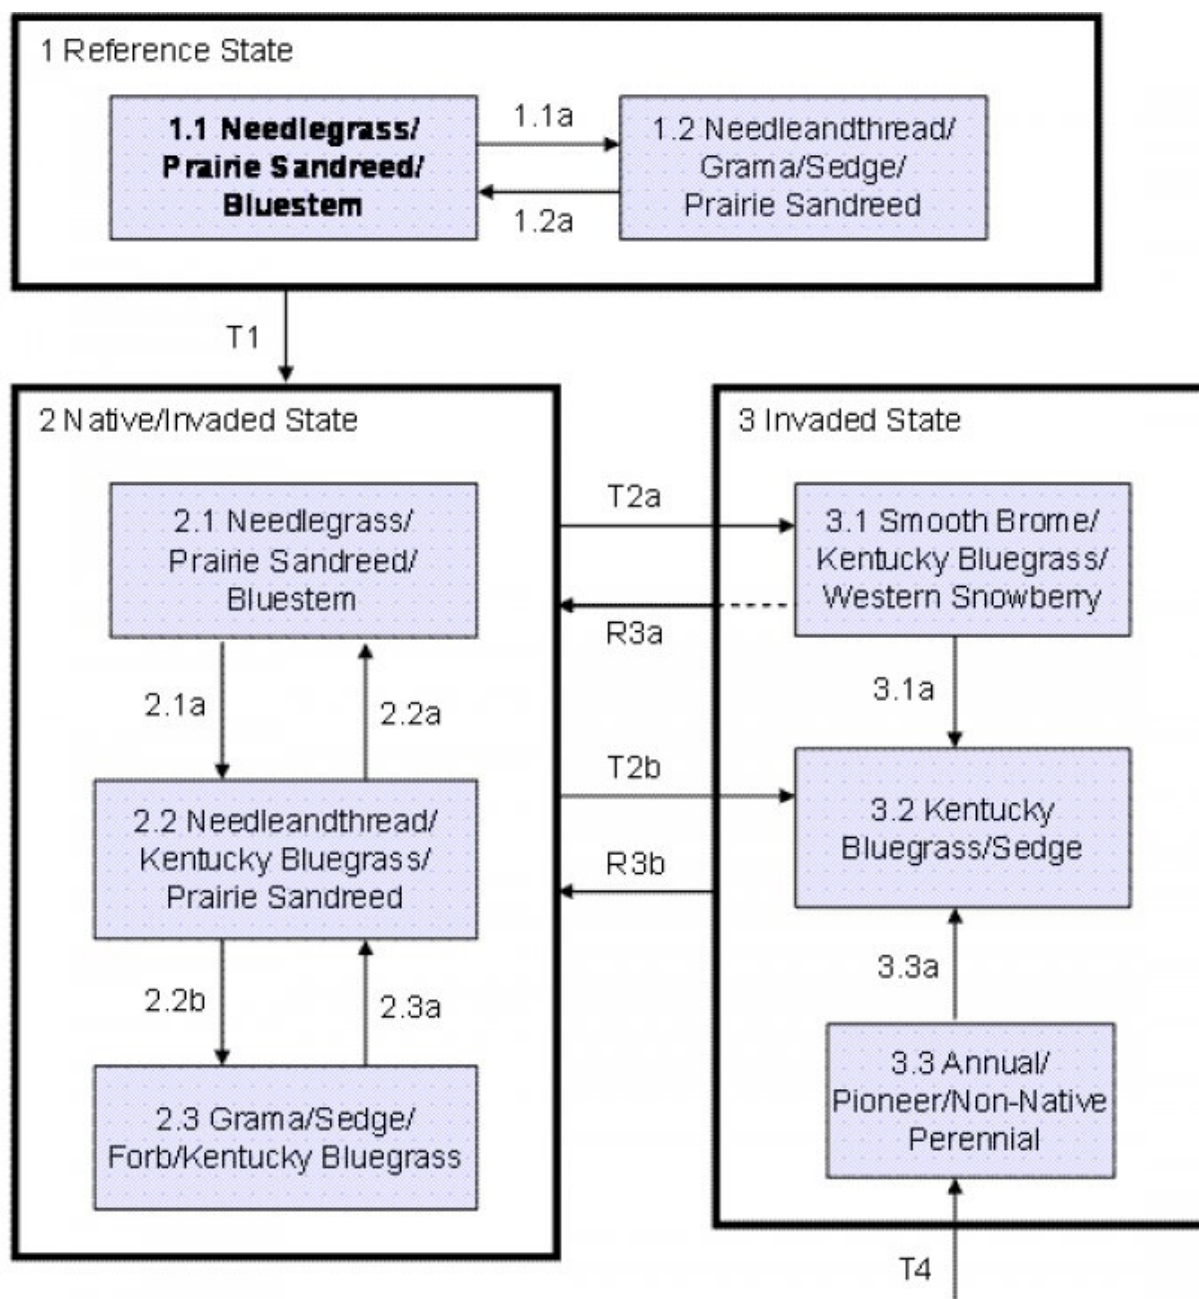 1 Reference State
1.1 Needlegrass/
Prairie Sandreed/
Bluestem
1.1a
1.2a
1.2 Needleandthread/
Grama/Sedge/
Prairie Sandreed
T1
2 Native/Invaded State
2.1 Needlegrass/
Prairie Sandreed/
Bluestem
2.1a
2.2a
2.2 Needleandthread/
Kentucky Bluegrass/
Prairie Sandreed
2.2b
2.3a
2.3 Grama/Sedge/
Forb/Kentucky Bluegrass
T2a
R3a
T2b
R3b
3 Invaded State
3.1 Smooth Brome/
Kentucky Bluegrass/
Western Snowberry
3.1a
3.2 Kentucky
Bluegrass/Sedge
3.3a
3.3 Annual/
Pioneer/Non-Native
Perennial
T4